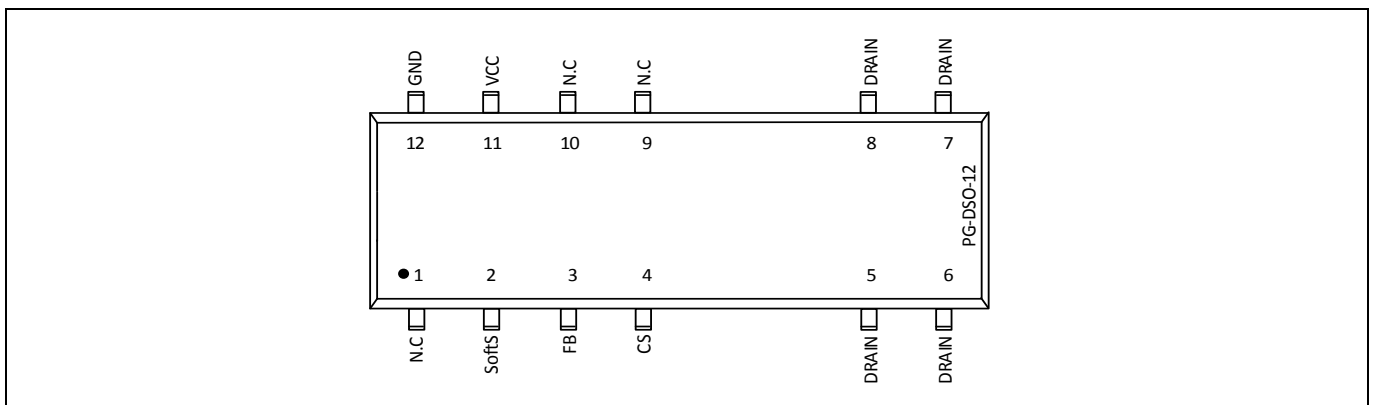 GND VCC N.C N.C DRAIN DRAIN
12 11 10 9 8 7
PG-DSO-12
1 2 3 4 5 6
N.C SoftS FB CS DRAIN DRAIN